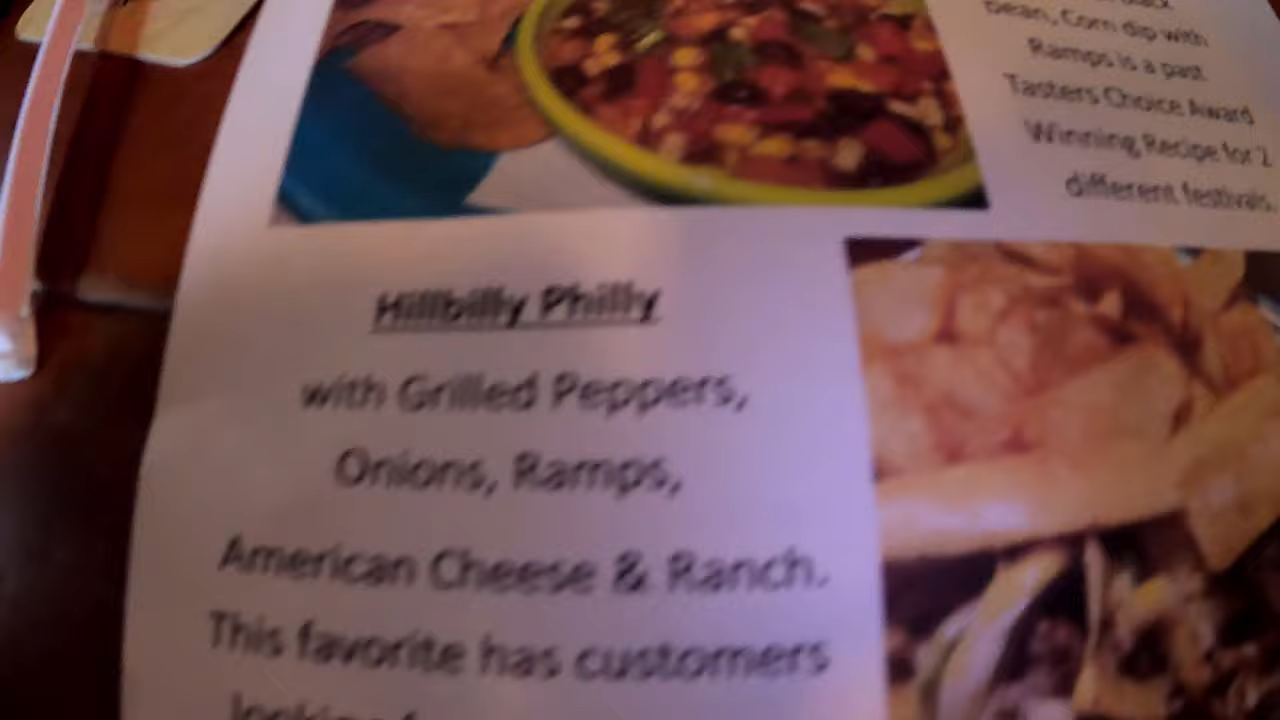 bean, Corn dip with
Ramps is a past
Tasters Choice Award
Winning Recipe for 2
different festivals.
Hillbilly Philly
with Grilled Peppers,
Onions, Ramps,
American Cheese & Ranch.
This favorite has customers